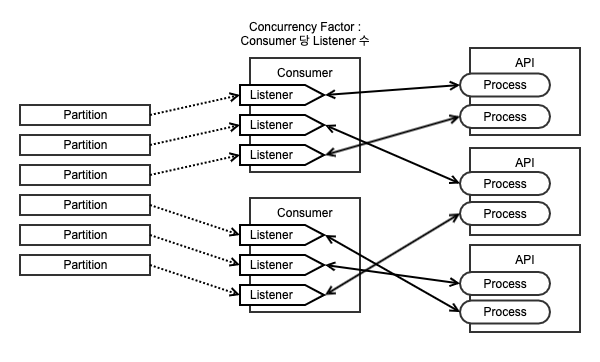 Concurrency Factor :
Consumer 당 Listener 수
Partition
Partition
Partition
Partition
Partition
Partition
Consumer
Listener
Listener
Listener
Consumer
Listener
Listener
Listener
API
Process
Process
API
Process
Process
API
Process
Process